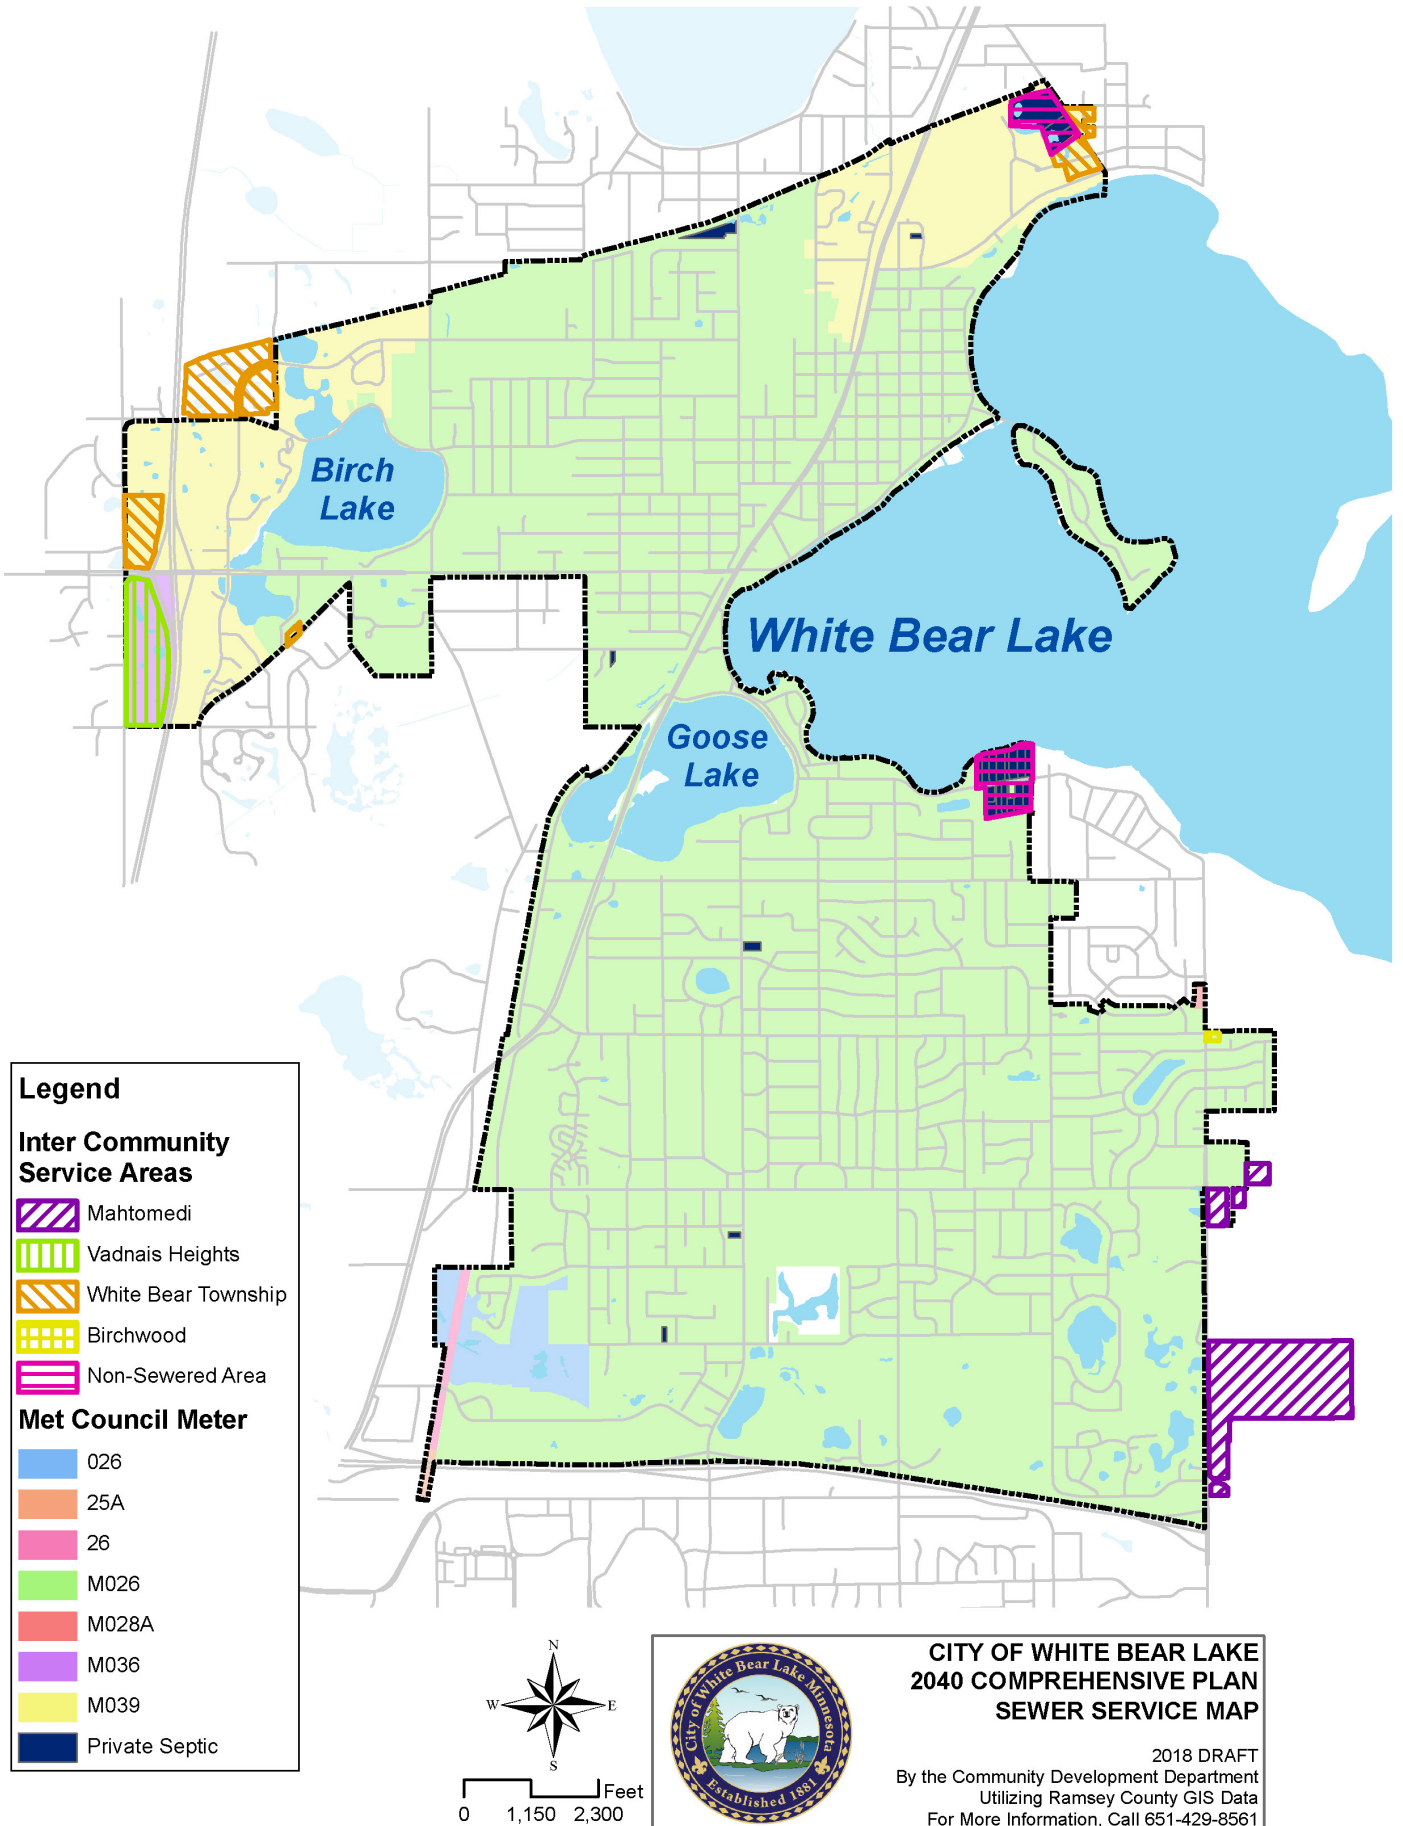 Birch
Lake
White Bear Lake
Goose
Lake
Legend
Inter Community
Service Areas
Mahtomedi
Vadnais Heights
White Bear Township
Birchwood
Non-Sewered Area
Met Council Meter
026
25A
26
M026
M028A
M036
M039
Private Septic
N
W E
S
Feet
0 1,150 2,300
City of White Bear Lake Minnesota
Established 1881
CITY OF WHITE BEAR LAKE
2040 COMPREHENSIVE PLAN
SEWER SERVICE MAP
2018 DRAFT
By the Community Development Department
Utilizing Ramsey County GIS Data
For More Information, Call 651-429-8561